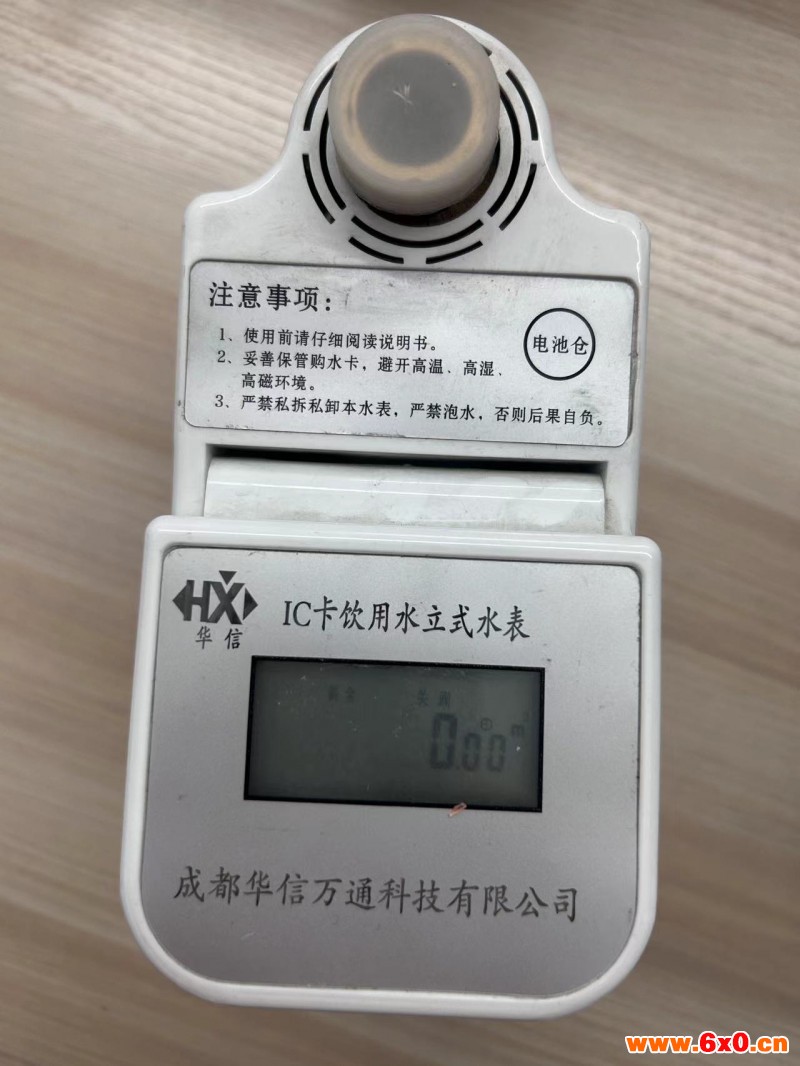 注意事项:
电池仓
1、使用前请仔细阅读说明书。
2、妥善保管购水卡，避开高温、高湿、
高磁环境。
3、严禁私拆私卸本水表，严禁泡水，否则后果自负。
HX
华信
IC卡饮用水立式水表
0.00 m
成都华信万通科技有限公司
www.6x0.cn